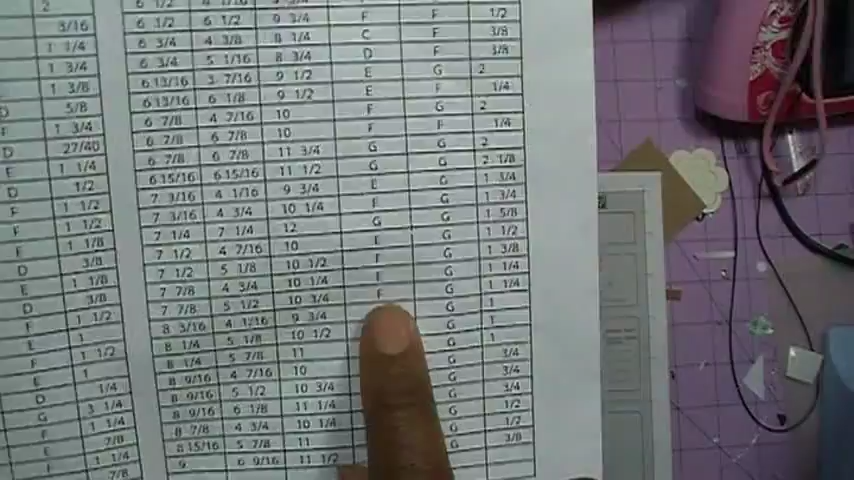 2
3/16
1 1/4
1 3/4
1 3/8
D 5/8
F 1 3/4
D 27/40
E 1 1/4
D 1/2
F 1 1/2
F 1 1/2
E 1 1/8
D 3/8
E 1 1/8
D 3/8
F 1 1/2
E 1
F 1 1/2
E 1
D 1/4
G 3 1/4
F 1 1/4
E 7/8
F 1 1/4
7/8
6 1/2 9 3/4 F F 1/2
6 3/4 4 3/8 8 1/4 C F 3/8
6 3/4 5 1/16 8 3/4 D F 3/8
6 13/16 3 7/16 9 1/2 E G 2
6 13/16 6 1/8 9 1/2 E F 1/4
6 7/8 4 7/16 10 F G 2
6 7/8 6 7/8 10 F F 1/4
6 7/8 6 7/8 11 3/4 G G 2
6 15/16 6 15/16 11 1/2 G G 2 1/8
7 3/16 4 1/16 9 3/4 E G 1 3/4
7 3/16 4 3/4 10 1/4 F G 1 3/4
7 1/4 7 1/4 12 G G 1 5/8
7 1/2 4 7/16 10 E G 1 1/2
7 1/2 5 1/8 10 1/2 F G 1 3/8
7 7/8 4 3/4 10 1/4 G 1 1/4
7 7/8 5 1/2 10 3/4 F G 1 1/4
8 3/16 4 1/16 9 3/4 G 1
8 1/4 5 1/8 10 1/2 G 1
8 1/4 5 7/8 11 G 1
8 9/16 4 7/16 10 G 3/4
8 9/16 5 1/2 10 3/4 G 3/4
8 9/16 6 1/8 11 1/4 G 3/4
8 7/8 4 3/4 10 1/4 G 1/2
8 15/16 5 7/8 11 G 1/2
9 6 9/16 11 1/2 G 3/8